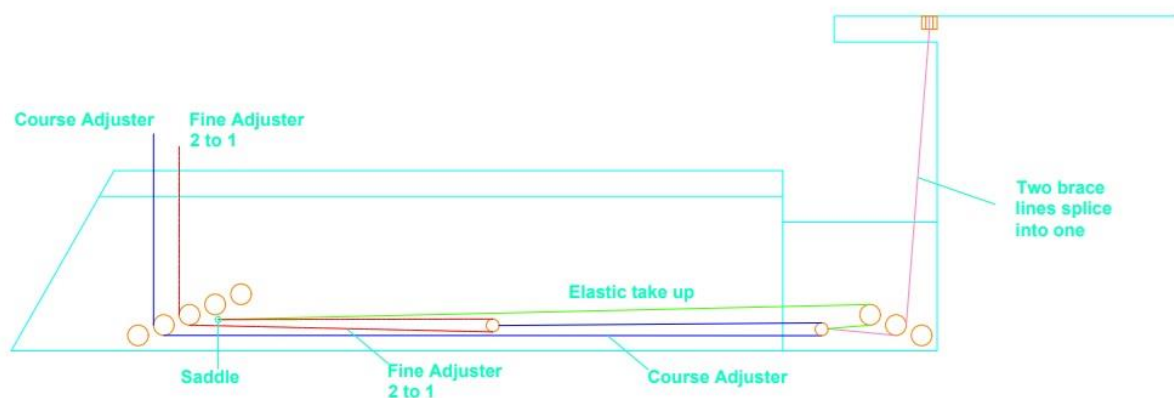 Course Adjuster
Fine Adjuster
2 to 1
Two brace
lines splice
into one
Elastic take up
Saddle
Fine Adjuster
2 to 1
Course Adjuster